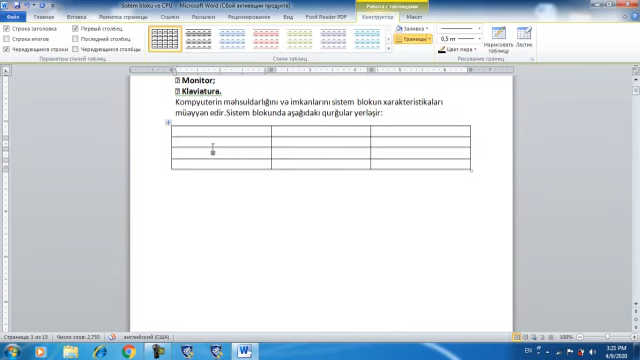 Sistem bloku ve CPU - Microsoft Word (Сбой активации продукта)
Работа с таблицами
Файл Главная Вставка Разметка страницы Ссылки Рассылки Рецензирование Вид Foxit Reader PDF Конструктор Макет
Строка заголовка Первый столбец
Строка итогов Последний столбец
Чередующиеся строки Чередующиеся столбцы
Параметры стилей таблиц
Стили таблиц
Заливка
Границы
0,5 пт
Цвет пера
Нарисовать таблицу
Ластик
Рисование границ
Monitor;
Klaviatura.
Kompyuterin məhsuldarlığını və imkanlarını sistem blokun xarakteristikaları
müəyyən edir.Sistem blokunda aşağıdakı qurğular yerləşir:
Страница: 1 из 13 Число слов: 2,755 английский (США) 100%
EN
3:21 PM
4/9/2020